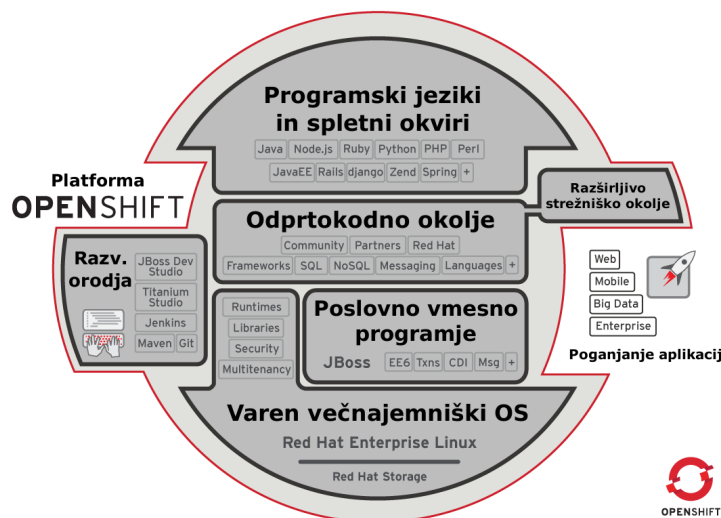 Programski jeziki
in spletni okviri
Java Node.js Ruby Python PHP Perl
JavaEE Rails django Zend Spring +
Platforma
OPENSHIFT
Razširljivo
strežniško okolje
Odprtokodno okolje
Community Partners Red Hat
Frameworks SQL NoSQL Messaging Languages +
Razv.
orodja
JBoss Dev
Studio
Titanium
Studio
Jenkins
Maven Git
Runtimes
Libraries
Security
Multitenancy
Poslovno vmesno
programje
JBoss EE6 Txns CDI Msg +
Web
Mobile
Big Data
Enterprise
Poganjanje aplikacij
Varen večnajemniški OS
Red Hat Enterprise Linux
Red Hat Storage
OPENSHIFT